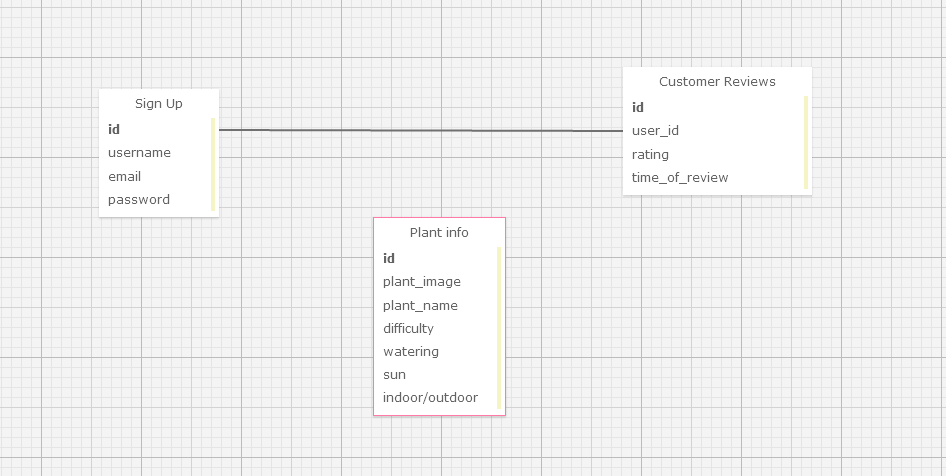 Sign Up
id
username
email
password
Customer Reviews
id
user_id
rating
time_of_review
Plant info
id
plant_image
plant_name
difficulty
watering
sun
indoor/outdoor